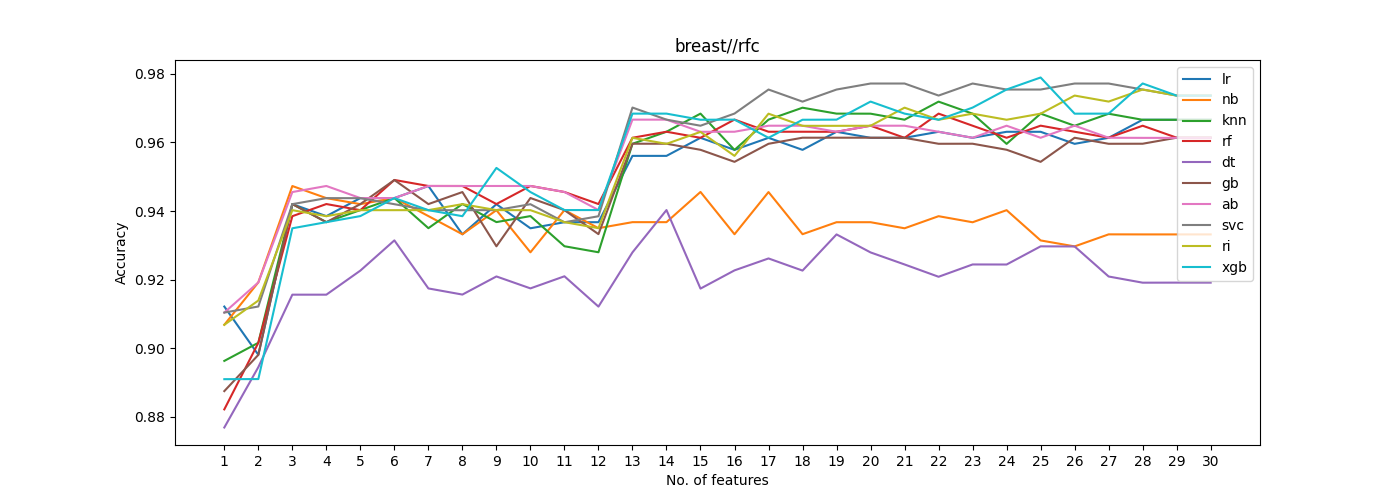 breast//rfc
Accuracy
0.98
0.96
0.94
0.92
0.90
0.88
1 2 3 4 5 6 7 8 9 10 11 12 13 14 15 16 17 18 19 20 21 22 23 24 25 26 27 28 29 30
No. of features
lr
nb
knn
rf
dt
gb
ab
svc
ri
xgb